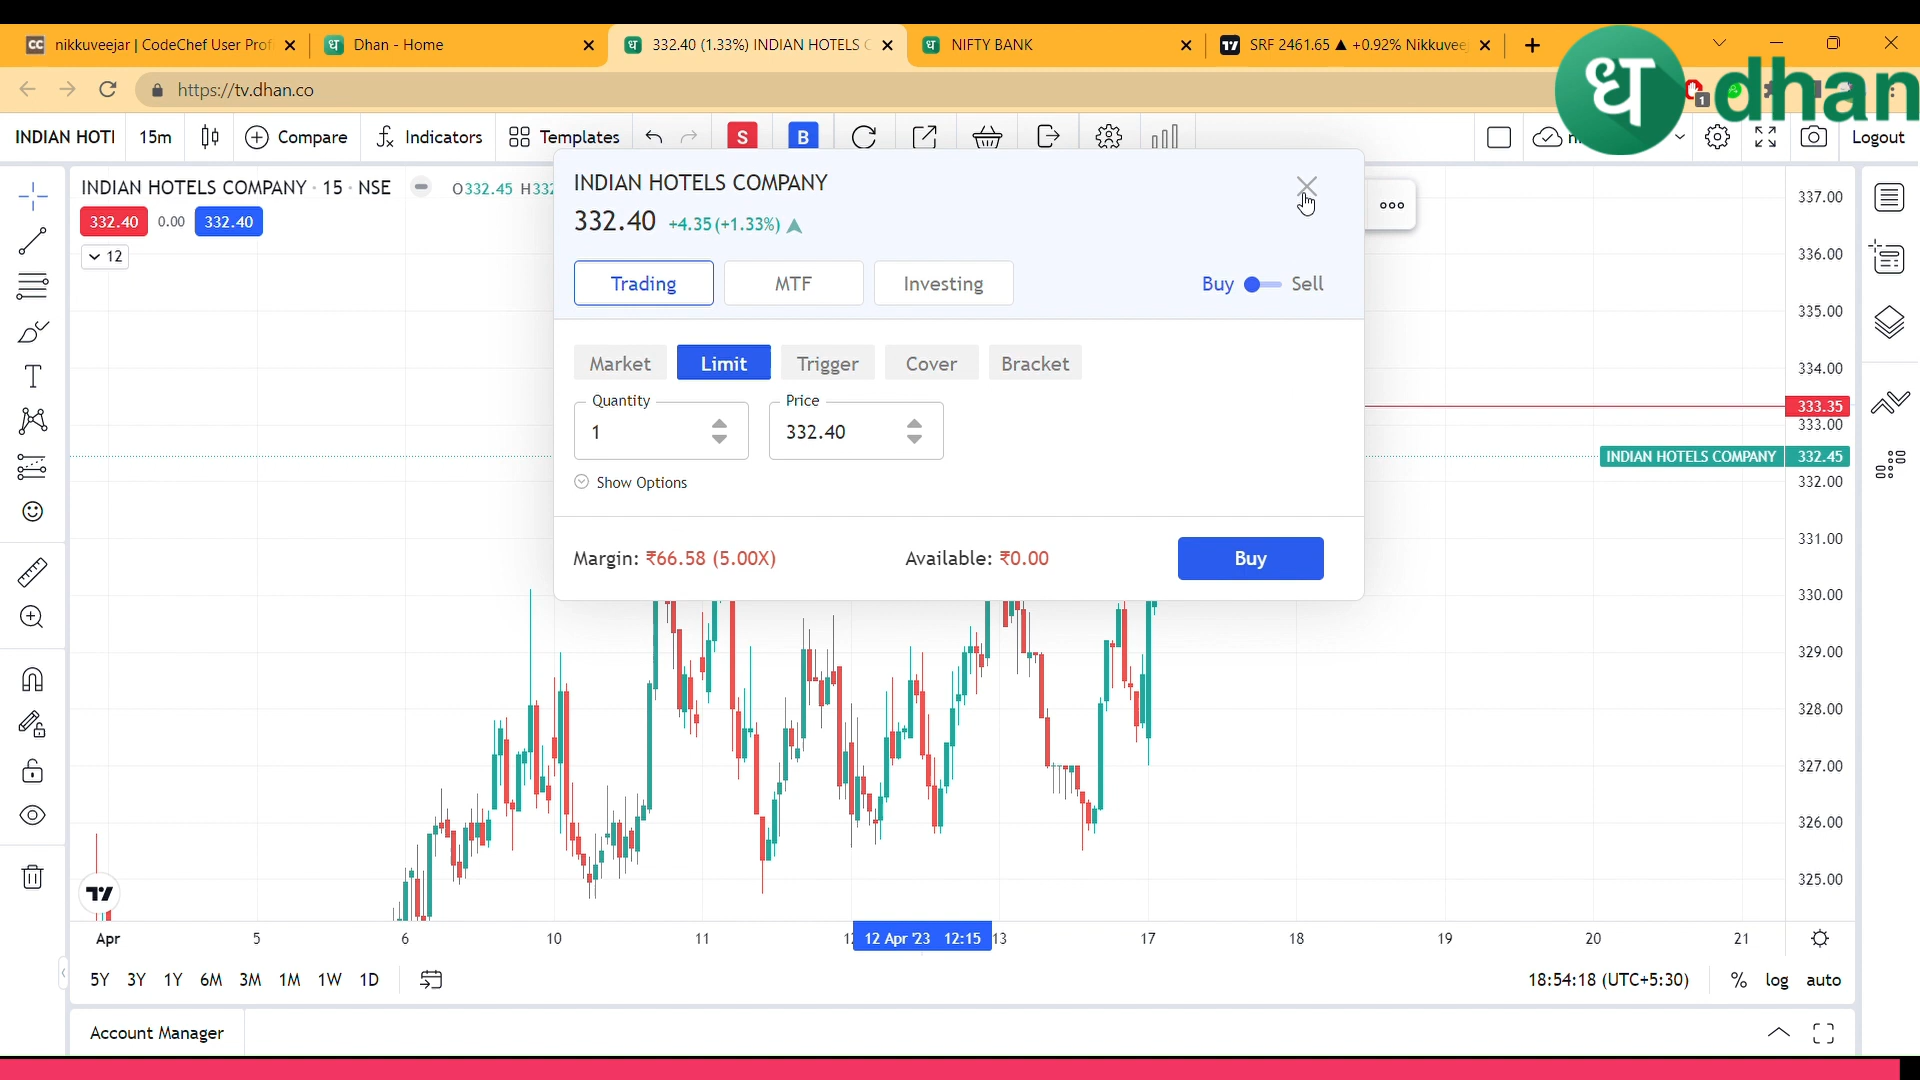 nikkuveejar | CodeChef User Prof
Dhan - Home
332.40 (1.33%) INDIAN HOTELS C
NIFTY BANK
SRF 2461.65 ▲ +0.92% Nikkuvee
https://tv.dhan.co
ध dhan
INDIAN HOTI
15m
Compare
Indicators
Templates
S
B
Logout
INDIAN HOTELS COMPANY · 15 · NSE
O332.45 H332
332.40 0.00 332.40
12
INDIAN HOTELS COMPANY
332.40 +4.35(+1.33%)
Trading
MTF
Investing
Buy
Sell
Market
Limit
Trigger
Cover
Bracket
Quantity
1
Price
332.40
Show Options
Margin: ₹66.58 (5.00X)
Available: ₹0.00
Buy
337.00
336.00
335.00
334.00
333.35
333.00
INDIAN HOTELS COMPANY 332.45
332.00
331.00
330.00
329.00
328.00
327.00
326.00
325.00
Apr 5 6 10 11 12 Apr '23 12:15 13 17 18 19 20 21
5Y 3Y 1Y 6M 3M 1M 1W 1D
18:54:18 (UTC+5:30)
% log auto
Account Manager